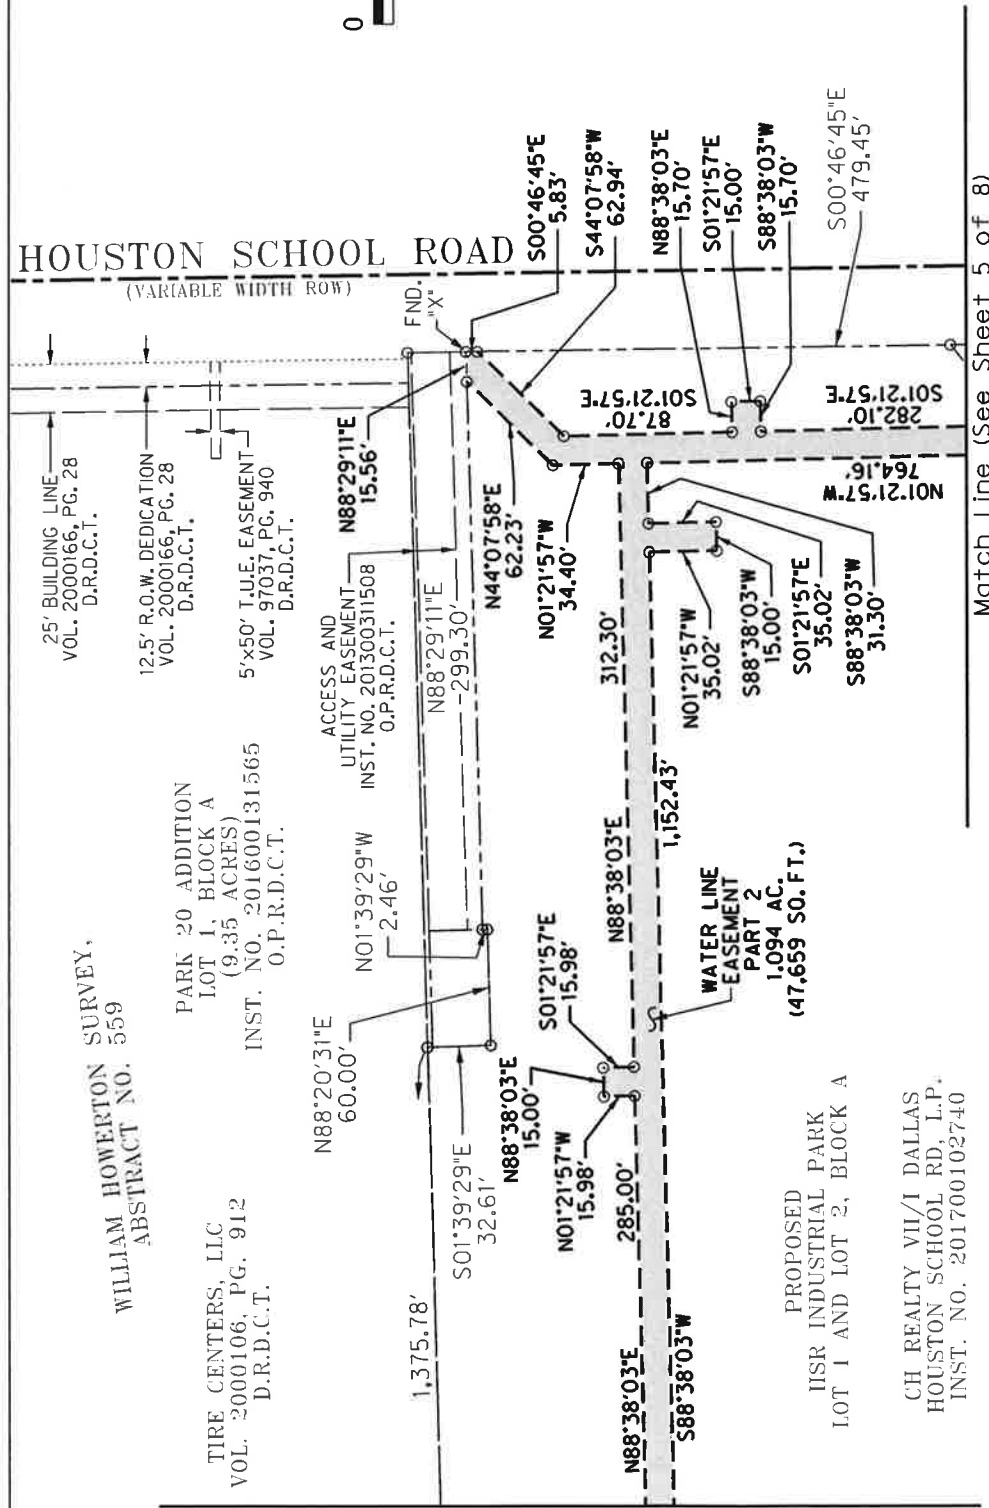 WILLIAM HOWERTON SURVEY,
ABSTRACT NO. 559
TIRE CENTERS, LLC
VOL. 2000106, PG. 912
D.R.D.C.T.
PARK 20 ADDITION
LOT 1, BLOCK A
(9.35 ACRES)
INST. NO. 201600131565
O.P.R.D.C.T.
25' BUILDING LINE
VOL. 2000166, PG. 28
D.R.D.C.T.
12.5' R.O.W. DEDICATION
VOL. 2000166, PG. 28
D.R.D.C.T.
5'x50' T.U.E. EASEMENT
VOL. 97037, PG. 940
D.R.D.C.T.
HOUSTON SCHOOL ROAD
(VARIABLE WIDTH ROW)
0
FND.
"X"
ACCESS AND
UTILITY EASEMENT
INST. NO. 201300311508
O.P.R.D.C.T.
N88°29'11"E
299.30'
N88°29'11"E
15.56'
N01°39'29"W
2.46'
N88°20'31"E
60.00'
S01°39'29"E
32.61'
1,375.78'
S00°46'45"E
5.83'
S44°07'58"W
62.94'
N44°07'58"E
62.23'
N01°21'57"W
34.40'
S01°21'57"E
87.70'
N88°38'03"E
15.70'
S01°21'57"E
15.00'
S88°38'03"W
15.70'
S00°46'45"E
479.45'
S01°21'57"E
282.10'
N01°21'57"W
764.16'
N88°38'03"E
312.30'
S01°21'57"E
15.98'
N88°38'03"E
15.00'
N01°21'57"W
15.98'
N88°38'03"E
285.00'
S88°38'03"W
1,152.43'
N01°21'57"W
35.02'
S88°38'03"W
15.00'
S01°21'57"E
35.02'
S88°38'03"W
31.30'
WATER LINE
EASEMENT
PART 2
1.094 AC.
(47,659 SQ. FT.)
PROPOSED
HSR INDUSTRIAL PARK
LOT 1 AND LOT 2, BLOCK A
CH REALTY VII/I DALLAS
HOUSTON SCHOOL RD, L.P.
INST. NO. 201700102740
Match Line (See Sheet 5 of 8)